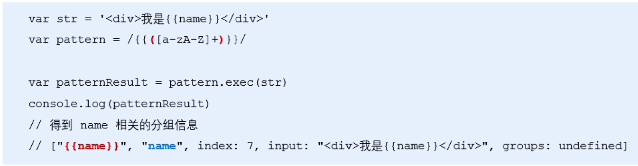 var str = '<div>我是{{name}}</div>'
var pattern = /{{([a-zA-Z]+)}}/
var patternResult = pattern.exec(str)
console.log(patternResult)
// 得到 name 相关的分组信息
// ["{{name}}", "name", index: 7, input: "<div>我是{{name}}</div>", groups: undefined]